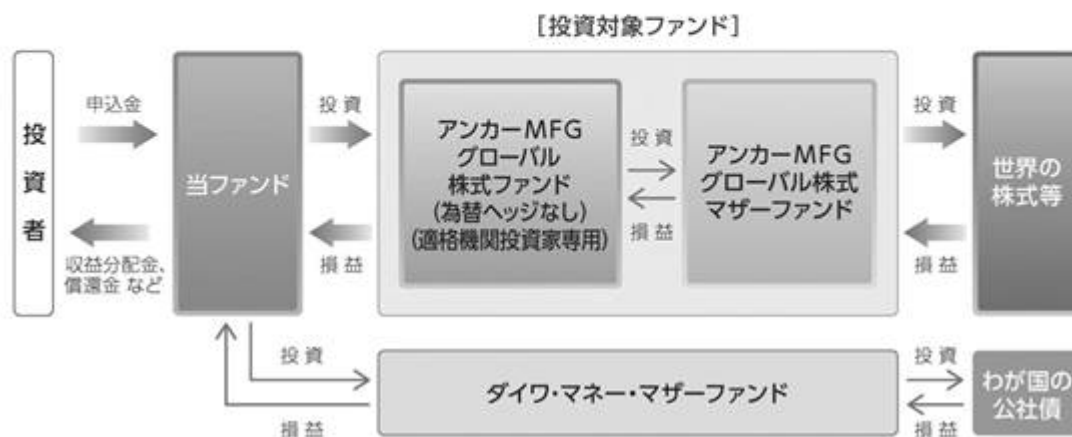 [投資対象ファンド]
投資者
申込金
収益分配金、
償還金 など
当ファンド
投資
損益
アンカーMFG
グローバル
株式ファンド
(為替ヘッジなし)
(適格機関投資家専用)
投資
損益
アンカーMFG
グローバル株式
マザーファンド
投資
損益
世界の
株式等
投資
損益
ダイワ・マネー・マザーファンド
投資
損益
わが国の
公社債